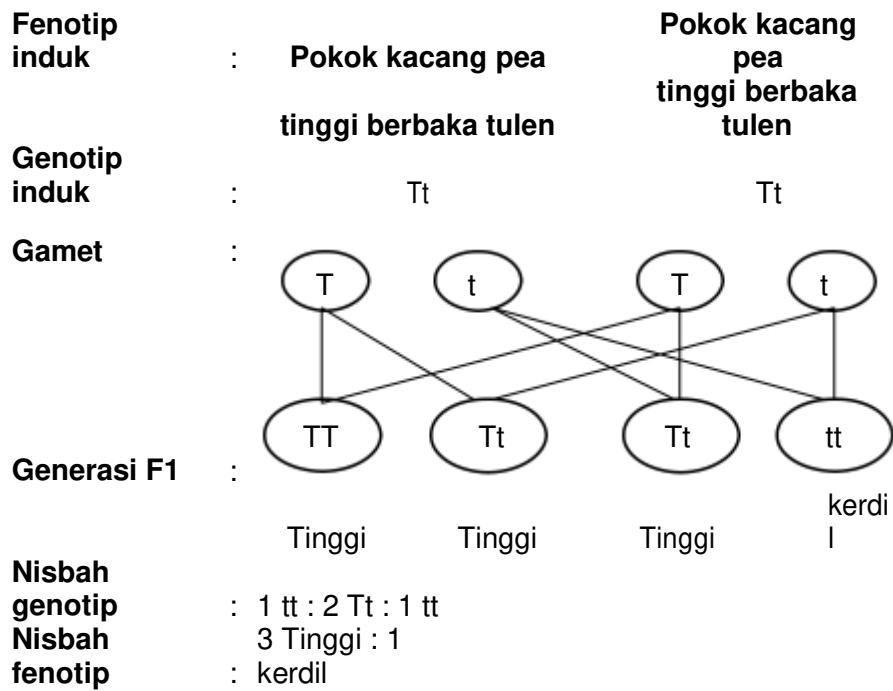 Fenotip
induk : Pokok kacang pea
tinggi berbaka tulen
Pokok kacang
pea
tinggi berbaka
tulen
Genotip
induk : Tt Tt
Gamet :
T t T t
TT Tt Tt tt
Generasi F1 :
Tinggi Tinggi Tinggi kerdi
l
Nisbah
genotip : 1 tt : 2 Tt : 1 tt
Nisbah 3 Tinggi : 1
fenotip : kerdil